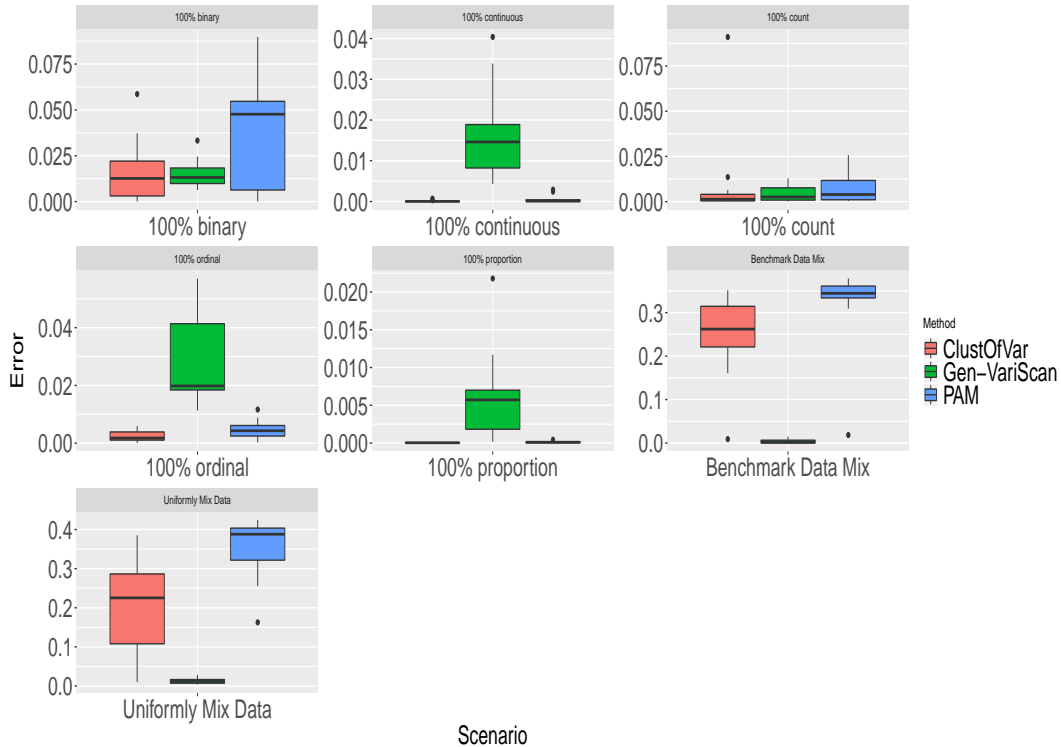 100% binary
100% continuous
100% count
0.075
0.050
0.025
0.000
0.04
0.03
0.02
0.01
0.00
0.075
0.050
0.025
0.000
100% binary
100% continuous
100% count
100% ordinal
100% proportion
Benchmark Data Mix
0.04
0.02
0.00
0.020
0.015
0.010
0.005
0.000
0.3
0.2
0.1
0.0
100% ordinal
100% proportion
Benchmark Data Mix
Uniformly Mix Data
0.4
0.3
0.2
0.1
0.0
Uniformly Mix Data
Error
Scenario
Method
ClustOfVar
Gen-VariScan
PAM